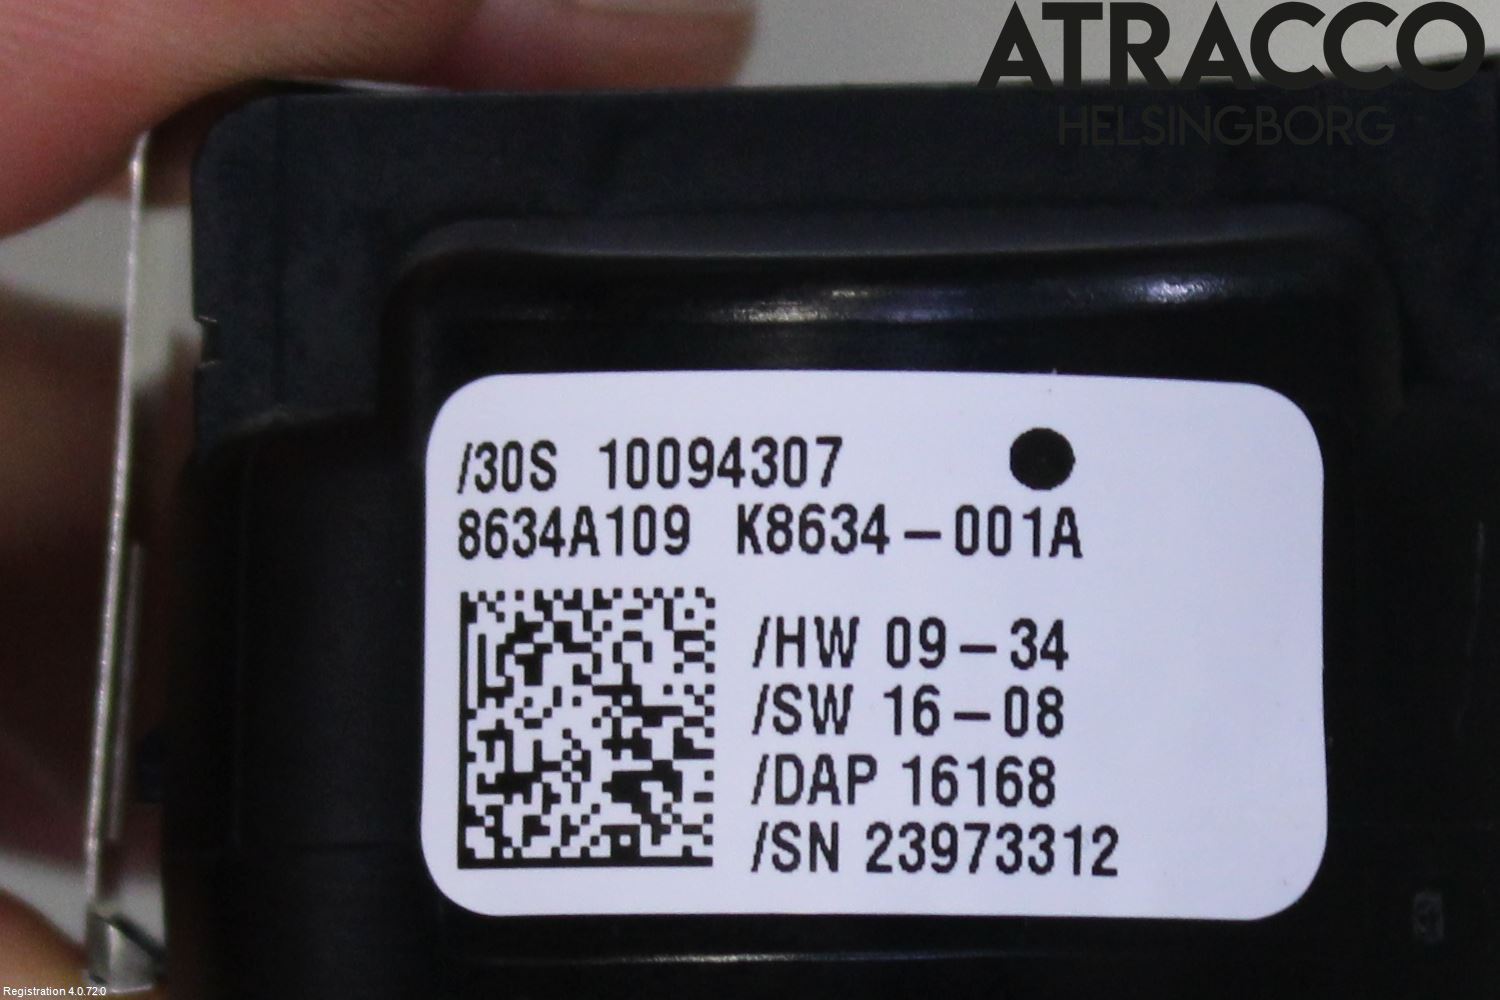 ATRACCO
HELSINGBORG
/30S 10094307
8634A109 K8634-001A
/HW 09-34
/SW 16-08
/DAP 16168
/SN 23973312
Registration 4.0.72.0